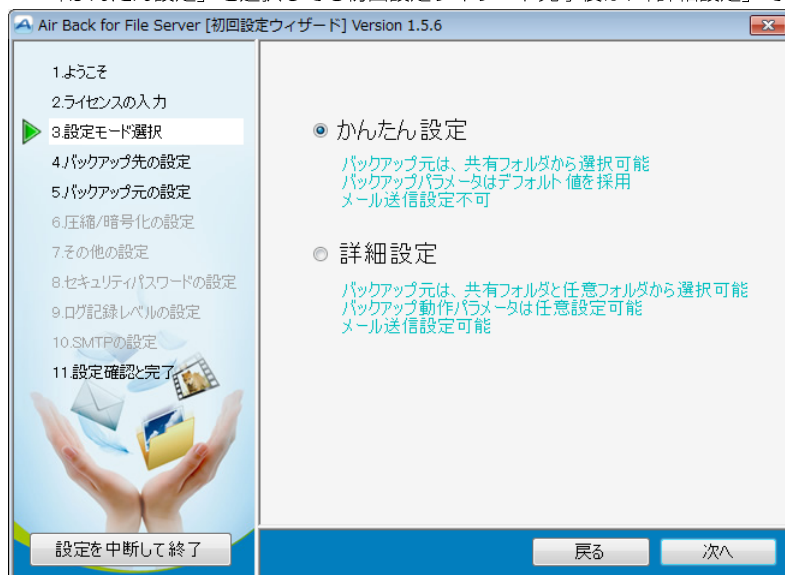 Air Back for File Server [初回設定ウィザード] Version 1.5.6
1.ようこそ
2.ライセンスの入力
3.設定モード選択
4.バックアップ先の設定
5.バックアップ元の設定
6.圧縮/暗号化の設定
7.その他の設定
8.セキュリティパスワードの設定
9.ログ記録レベルの設定
10.SMTPの設定
11.設定確認と完了
かんたん設定
バックアップ元は、共有フォルダから選択可能
バックアップパラメータはデフォルト値を採用
メール送信設定不可
詳細設定
バックアップ元は、共有フォルダと任意フォルダから選択可能
バックアップ動作パラメータは任意設定可能
メール送信設定可能
設定を中断して終了
戻る
次へ